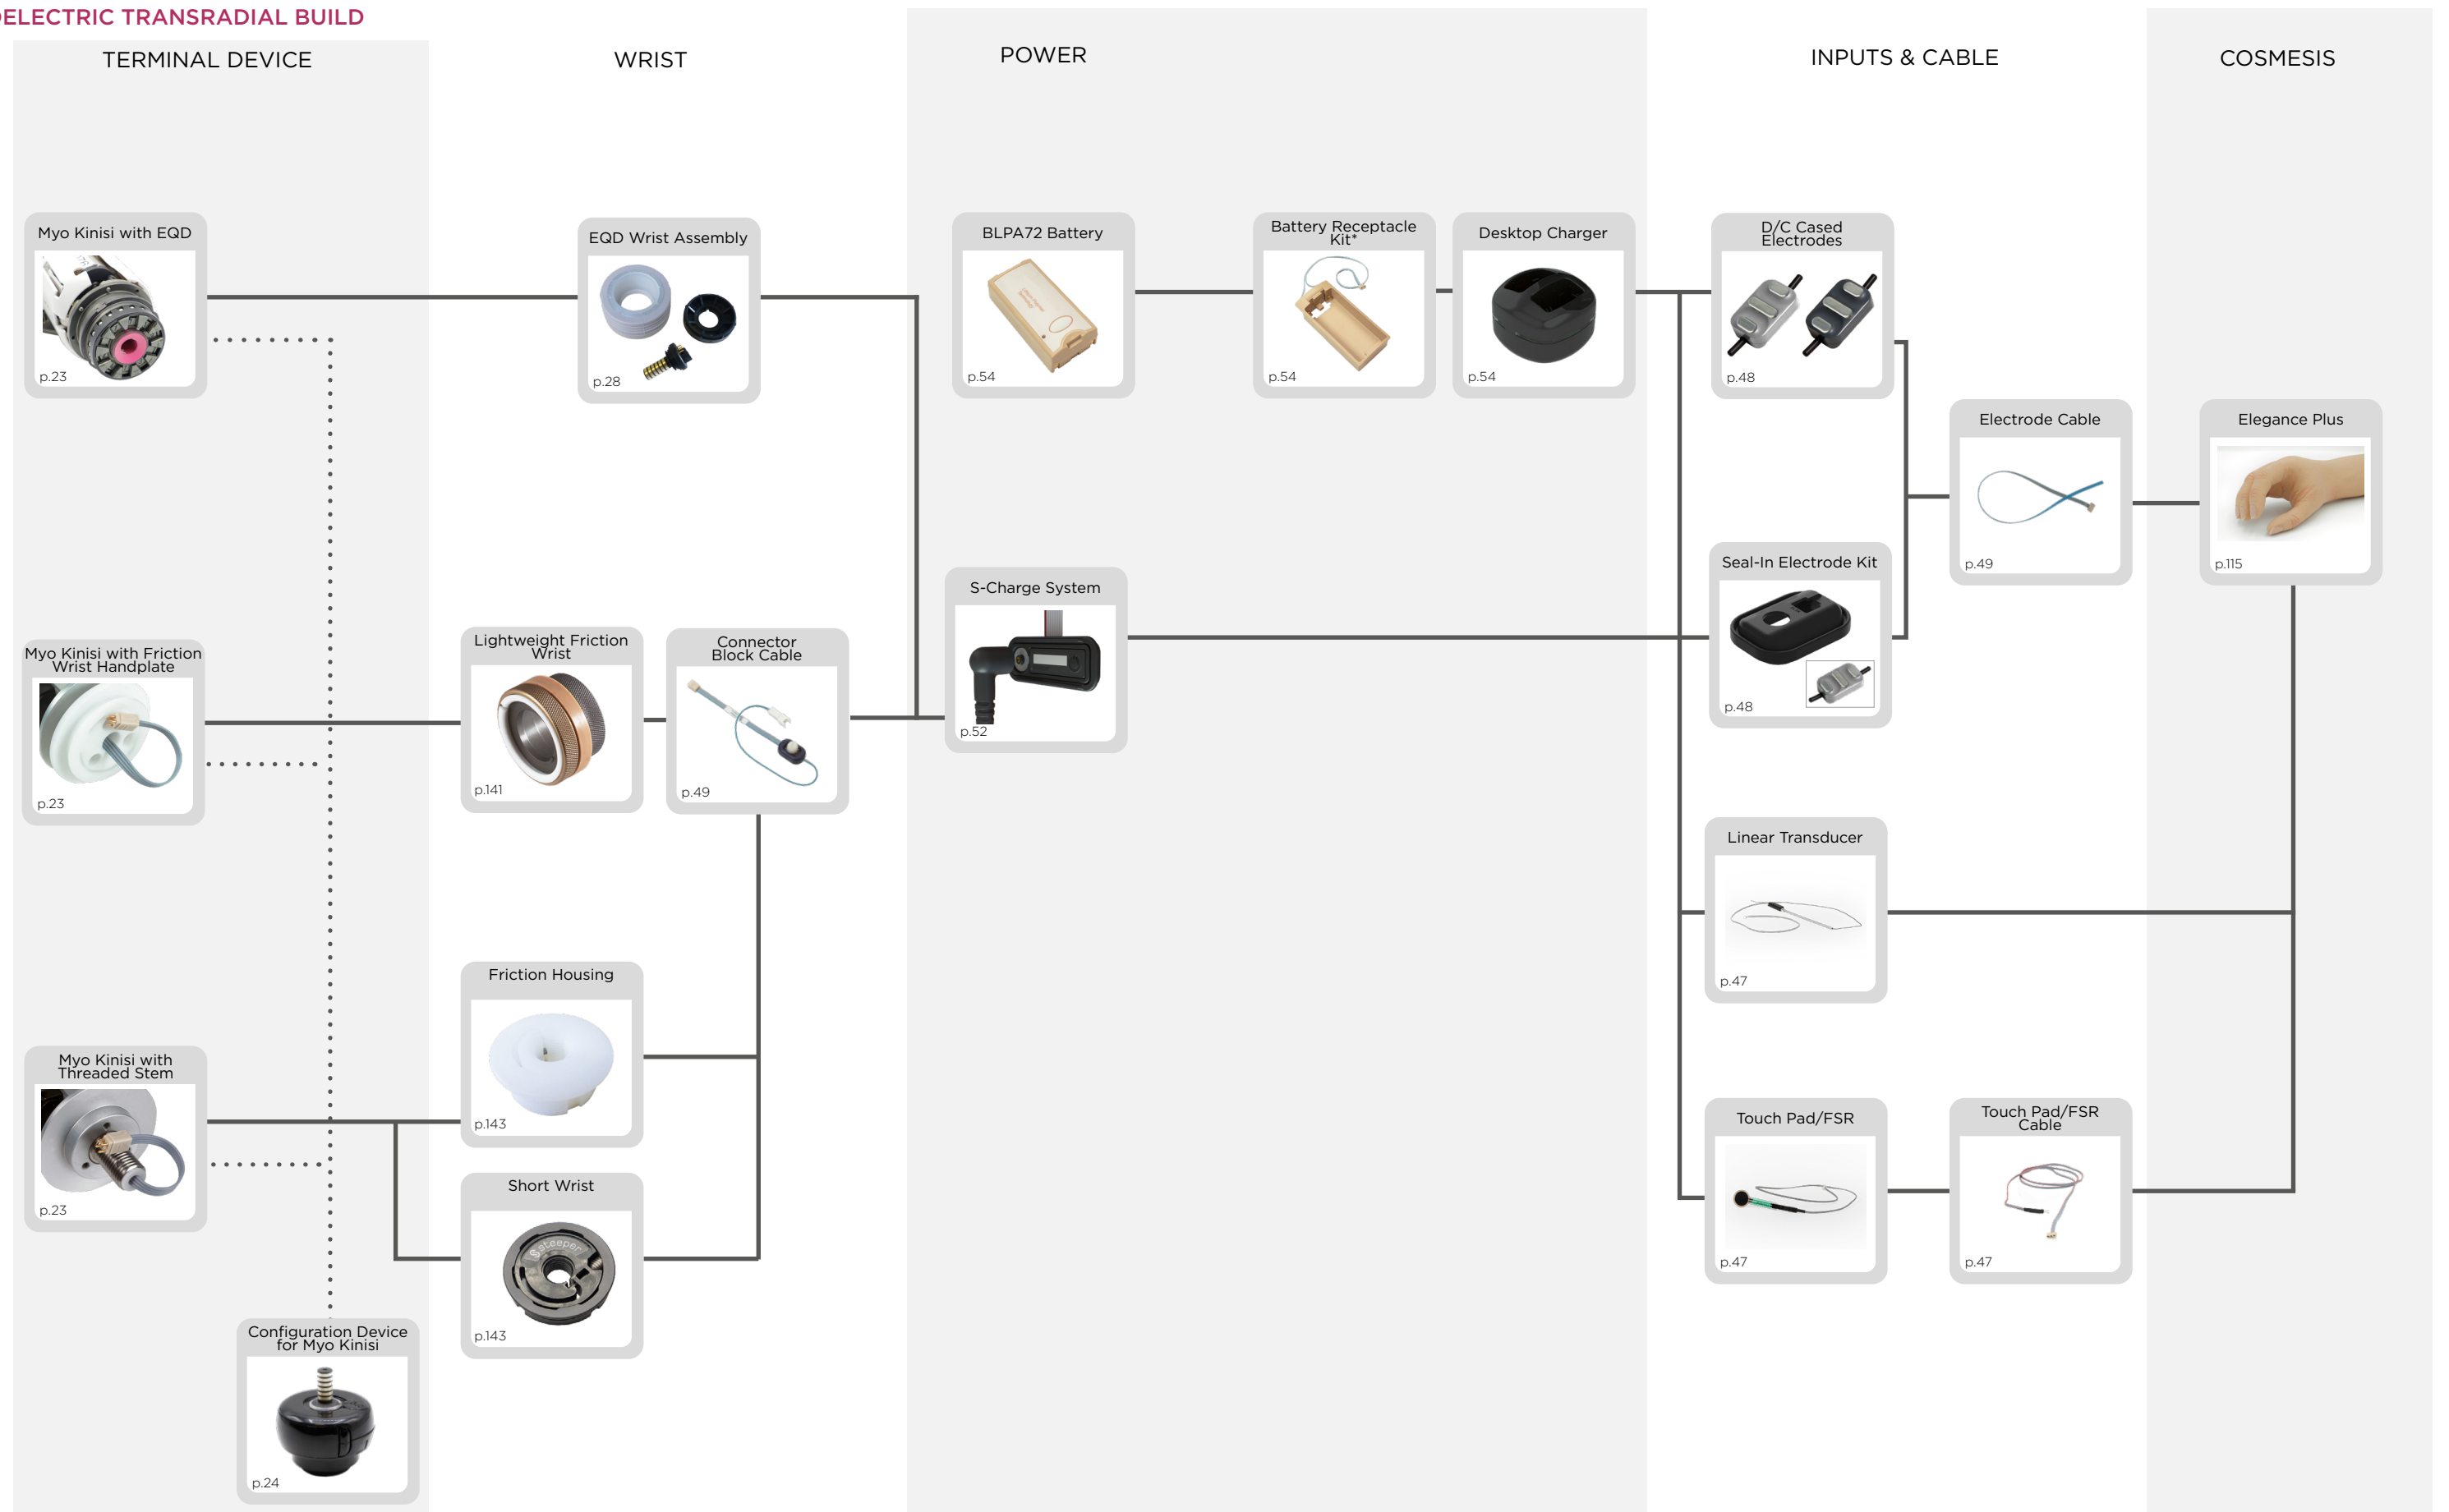 OELECTRIC TRANSRADIAL BUILD
TERMINAL DEVICE
WRIST
POWER
INPUTS & CABLE
COSMESIS
Myo Kinisi with EQD
p.23
EQD Wrist Assembly
p.28
BLPA72 Battery
p.54
Battery Receptacle
Kit*
p.54
Desktop Charger
p.54
D/C Cased
Electrodes
p.48
Electrode Cable
p.49
Elegance Plus
p.115
Seal-In Electrode Kit
p.48
S-Charge System
p.52
Myo Kinisi with Friction
Wrist Handplate
p.23
Lightweight Friction
Wrist
p.141
Connector
Block Cable
p.49
Linear Transducer
p.47
Friction Housing
p.143
Myo Kinisi with
Threaded Stem
p.23
Short Wrist
steeper
p.143
Touch Pad/FSR
p.47
Touch Pad/FSR
Cable
p.47
Configuration Device
for Myo Kinisi
p.24